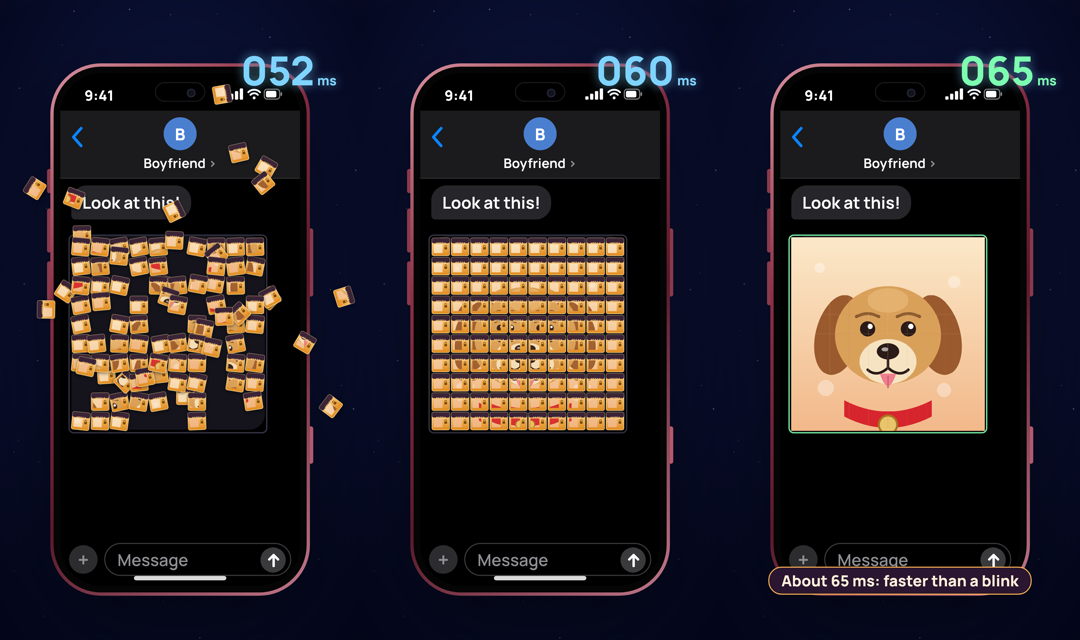 052 ms
9:41
B
Boyfriend ›
Look at this!
+ Message
060 ms
9:41
B
Boyfriend ›
Look at this!
+ Message
065 ms
9:41
B
Boyfriend ›
Look at this!
+ Message
About 65 ms: faster than a blink